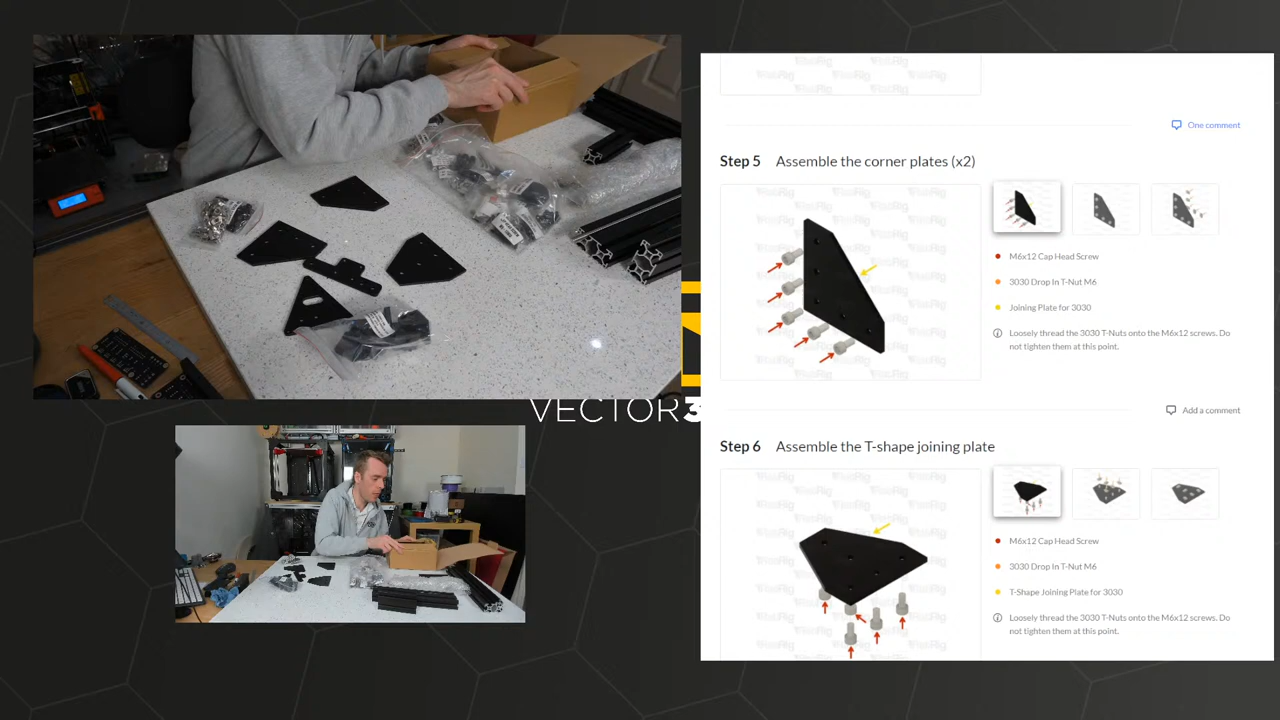 One comment
Step 5 Assemble the corner plates (x2)
M6x12 Cap Head Screw
3030 Drop In T-Nut M6
Joining Plate for 3030
Loosely thread the 3030 T-Nuts onto the M6x12 screws. Do
not tighten them at this point.
VECTOR3
Add a comment
Step 6 Assemble the T-shape joining plate
M6x12 Cap Head Screw
3030 Drop In T-Nut M6
T-Shape Joining Plate for 3030
Loosely thread the 3030 T-Nuts onto the M6x12 screws. Do
not tighten them at this point.